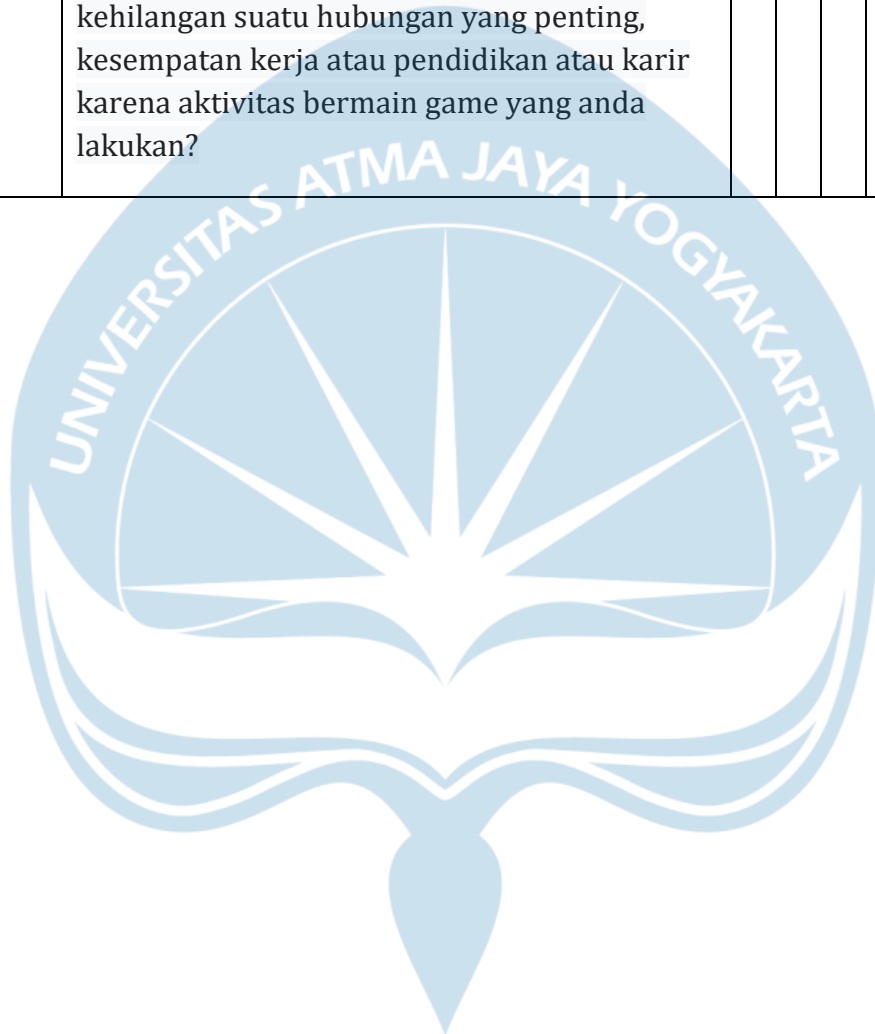 kehilangan suatu hubungan yang penting,
kesempatan kerja atau pendidikan atau karir
karena aktivitas bermain game yang anda
lakukan?
UNIVERSITAS ATMA JAYA YOGYAKARTA